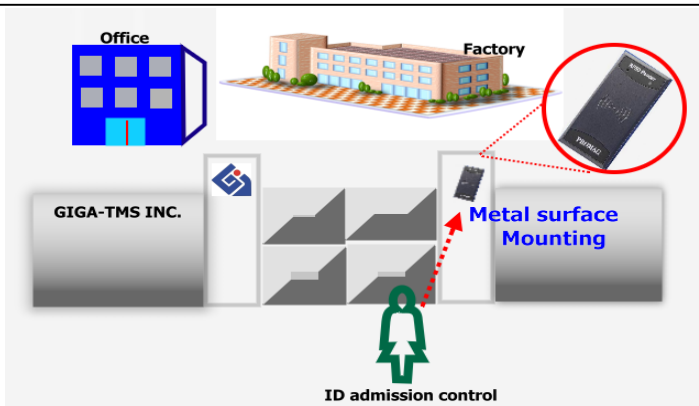 Office
Factory
GIGA-TMS INC.
Metal surface
Mounting
ID admission control